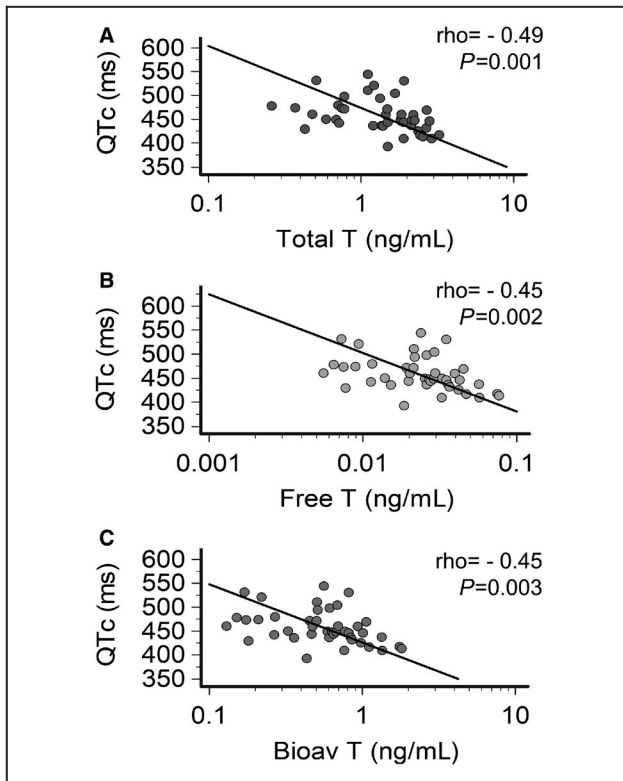 A
rho= - 0.49
P=0.001
QTc (ms)
600
550
500
450
400
350
0.1 1 10
Total T (ng/mL)
B
rho= - 0.45
P=0.002
QTc (ms)
600
550
500
450
400
350
0.001 0.01 0.1
Free T (ng/mL)
C
rho= - 0.45
P=0.003
QTc (ms)
600
550
500
450
400
350
0.1 1 10
Bioav T (ng/mL)